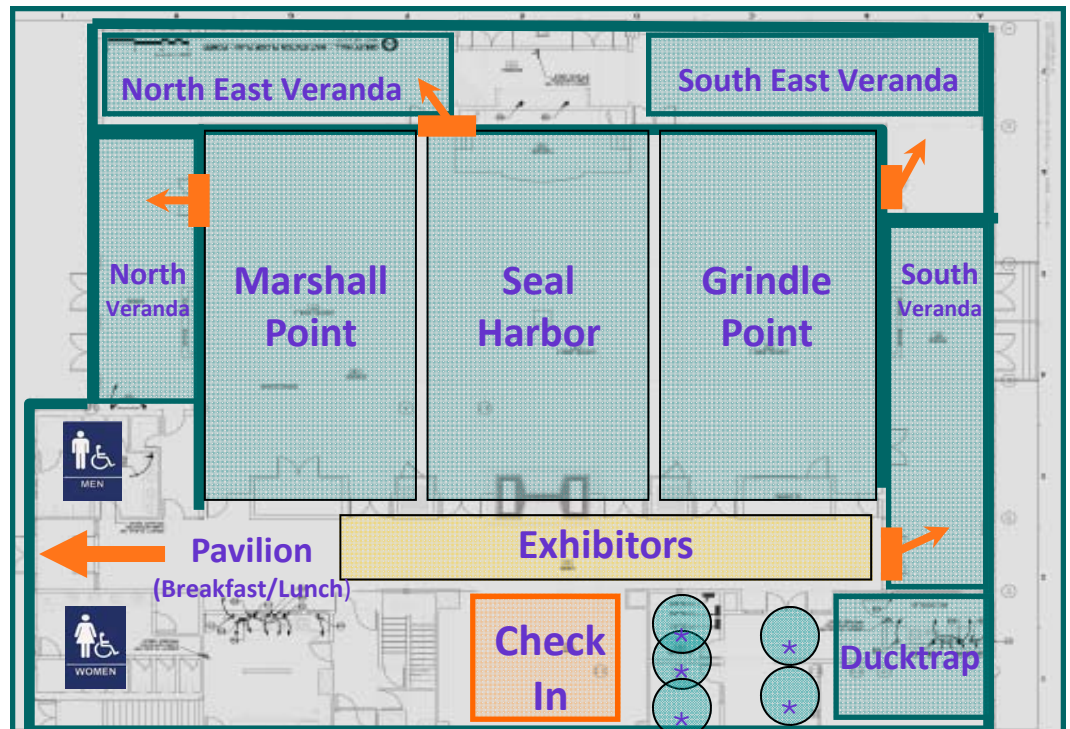 North East Veranda
South East Veranda
North
Veranda
Marshall
Point
Seal
Harbor
Grindle
Point
South
Veranda
MEN
Pavilion
(Breakfast/Lunch)
Exhibitors
WOMEN
Check
In
*
*
*
*
*
Ducktrap